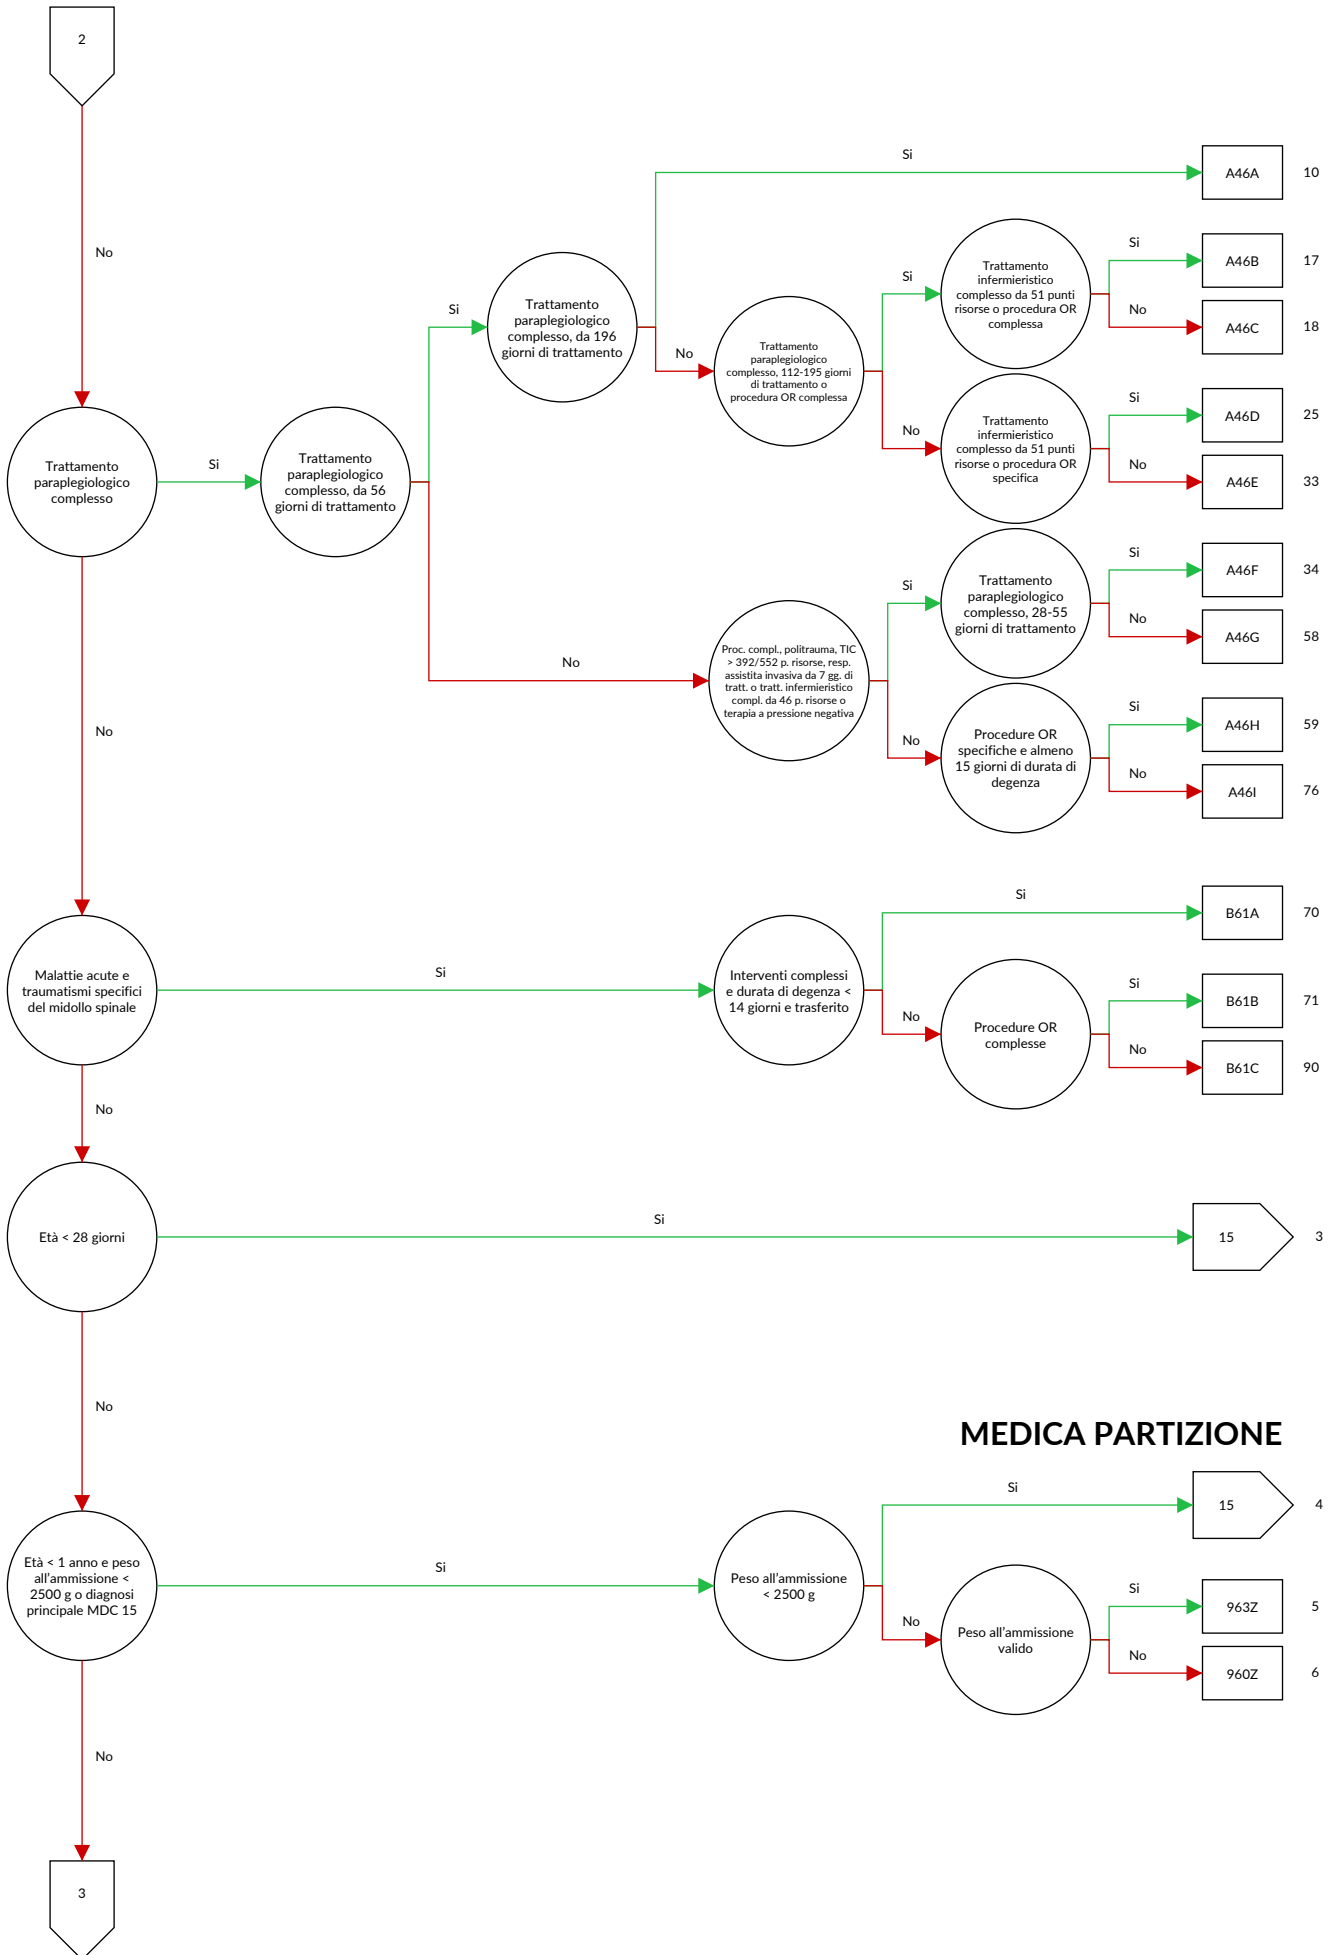 2
No
Si
A46A
10
Trattamento
paraplegiologico
complesso, da 196
giorni di trattamento
Si
No
Trattamento
paraplegiologico
complesso, 112-195 giorni
di trattamento o
procedura OR complessa
Si
Trattamento
infermieristico
complesso da 51 punti
risorse o procedura OR
complessa
Si
A46B
17
No
A46C
18
No
Trattamento
infermieristico
complesso da 51 punti
risorse o procedura OR
specifica
Si
A46D
25
No
A46E
33
Trattamento
paraplegiologico
complesso
Si
Trattamento
paraplegiologico
complesso, da 56
giorni di trattamento
No
Proc. compl., politrauma, TIC
> 392/552 p. risorse, resp.
assistita invasiva da 7 gg. di
tratt. o tratt. infermieristico
compl. da 46 p. risorse o
terapia a pressione negativa
Si
Trattamento
paraplegiologico
complesso, 28-55
giorni di trattamento
Si
A46F
34
No
A46G
58
No
Procedure OR
specifiche e almeno
15 giorni di durata di
degenza
Si
A46H
59
No
A46I
76
No
Malattie acute e
traumatismi specifici
del midollo spinale
Si
Interventi complessi
e durata di degenza <
14 giorni e trasferito
Si
B61A
70
No
Procedure OR
complesse
Si
B61B
71
No
B61C
90
No
Età < 28 giorni
Si
15
3
No
MEDICA PARTIZIONE
Età < 1 anno e peso
all'ammissione <
2500 g o diagnosi
principale MDC 15
Si
Peso all'ammissione
< 2500 g
Si
15
4
No
Peso all'ammissione
valido
Si
963Z
5
No
960Z
6
No
3